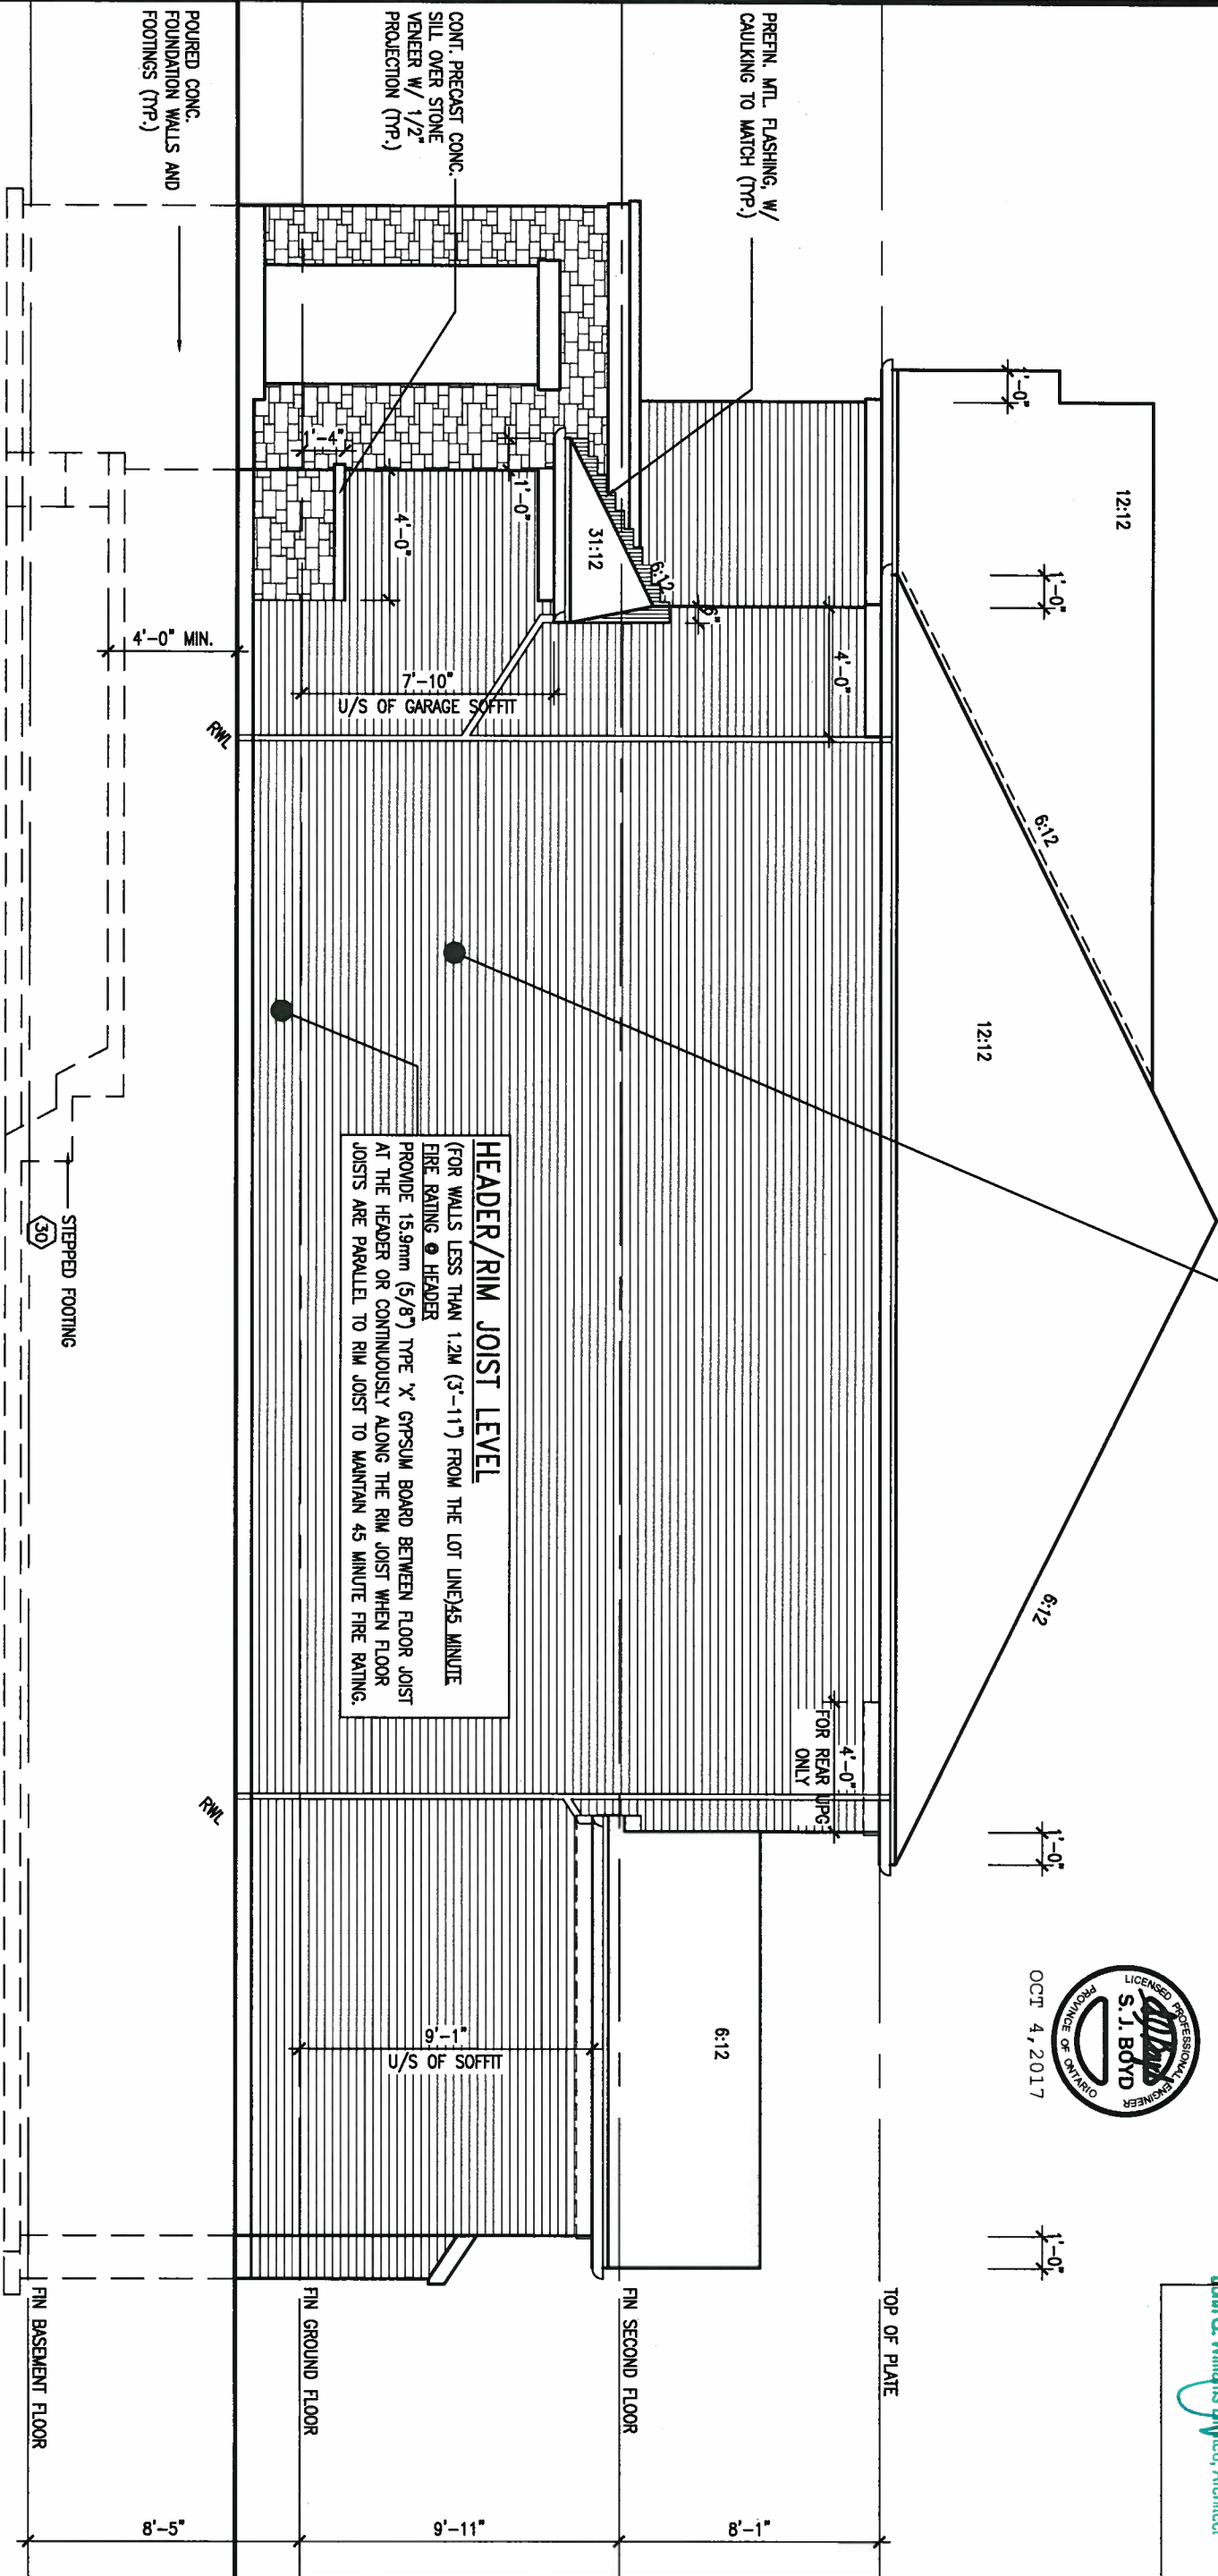 PREFIN. MTL. FLASHING, W/
CAULKING TO MATCH (TYP.)
CONT. PRECAST CONC.
SILL OVER STONE
VENEER W/ 1/2"
PROJECTION (TYP.)
POURED CONC.
FOUNDATION WALLS AND
FOOTINGS (TYP.)
12:12
1'-0"
1'-0"
6:12
12:12
6:12
1'-0"
1'-0"
31:12
6:12
6"
4'-0"
1'-0"
1'-4"
4'-0"
7'-10"
U/S OF GARAGE SOFFIT
4'-0" MIN.
RWL
HEADER/RIM JOIST LEVEL
(FOR WALLS LESS THAN 1.2M (3'-11") FROM THE LOT LINE)45 MINUTE
FIRE RATING @ HEADER
PROVIDE 15.9mm (5/8") TYPE 'X' GYPSUM BOARD BETWEEN FLOOR JOIST
AT THE HEADER OR CONTINUOUSLY ALONG THE RIM JOIST WHEN FLOOR
JOISTS ARE PARALLEL TO RIM JOIST TO MAINTAIN 45 MINUTE FIRE RATING.
4'-0"
FOR REAR UPG
ONLY
RWL
6:12
9'-1"
U/S OF SOFFIT
STEPPED FOOTING
30
LICENSED PROFESSIONAL ENGINEER
S. J. BOYD
PROVINCE OF ONTARIO
OCT 4, 2017
Architect
TOP OF PLATE
FIN SECOND FLOOR
FIN GROUND FLOOR
FIN BASEMENT FLOOR
8'-1"
9'-11"
8'-5"